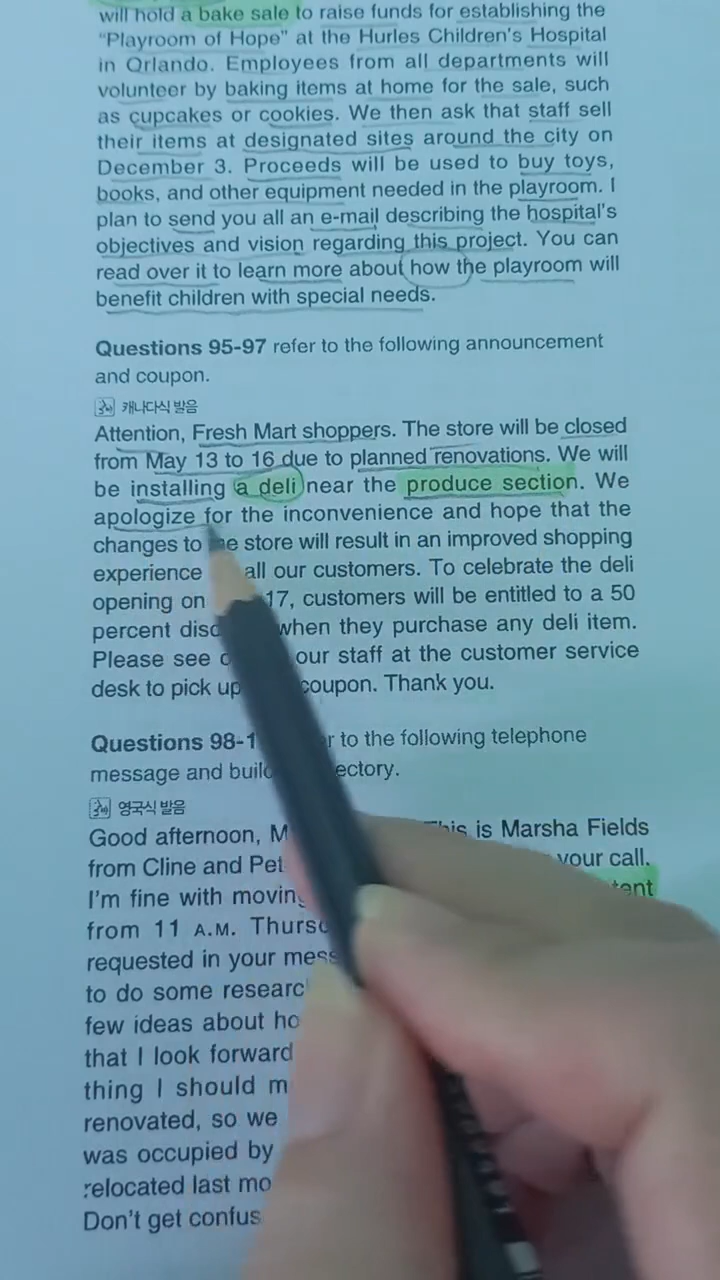 will hold a bake sale to raise funds for establishing the
"Playroom of Hope" at the Hurles Children's Hospital
in Orlando. Employees from all departments will
volunteer by baking items at home for the sale, such
as cupcakes or cookies. We then ask that staff sell
their items at designated sites around the city on
December 3. Proceeds will be used to buy toys,
books, and other equipment needed in the playroom. I
plan to send you all an e-mail describing the hospital's
objectives and vision regarding this project. You can
read over it to learn more about how the playroom will
benefit children with special needs.
Questions 95-97 refer to the following announcement
and coupon.
캐나다식 발음
Attention, Fresh Mart shoppers. The store will be closed
from May 13 to 16 due to planned renovations. We will
be installing a deli near the produce section. We
apologize for the inconvenience and hope that the
changes to store will result in an improved shopping
experience all our customers. To celebrate the deli
opening on 17, customers will be entitled to a 50
percent when they purchase any deli item.
Please see our staff at the customer service
desk to pick up coupon. Thank you.
Questions 98-1 to the following telephone
message and
영국식 발음
Good afternoon, is Marsha Fields
from Cline and your call.
I'm fine with
from 11 A.M.
requested in your
to do some
few ideas about
that I look forward
thing I should
renovated, so we
was occupied by
relocated last
Don't get